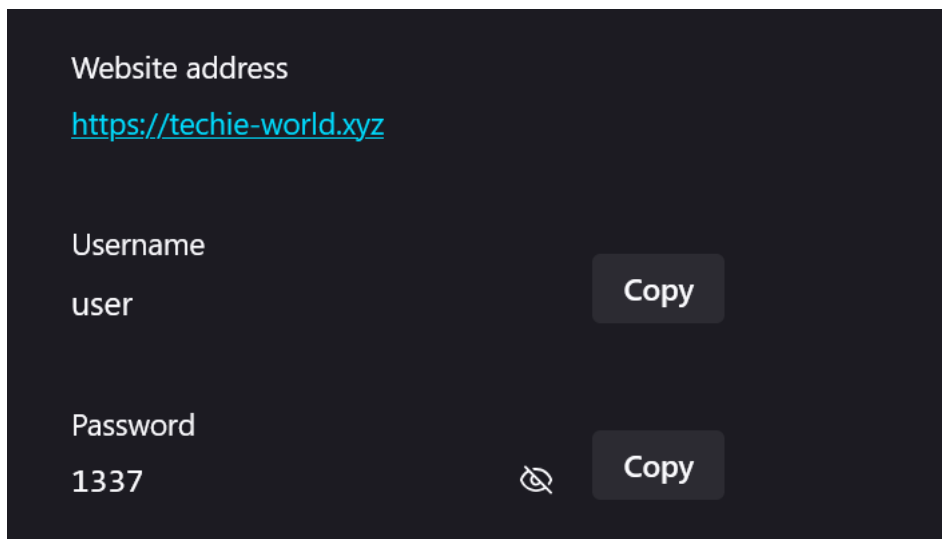 Website address
https://techie-world.xyz
Username
user
Copy
Password
1337
Copy